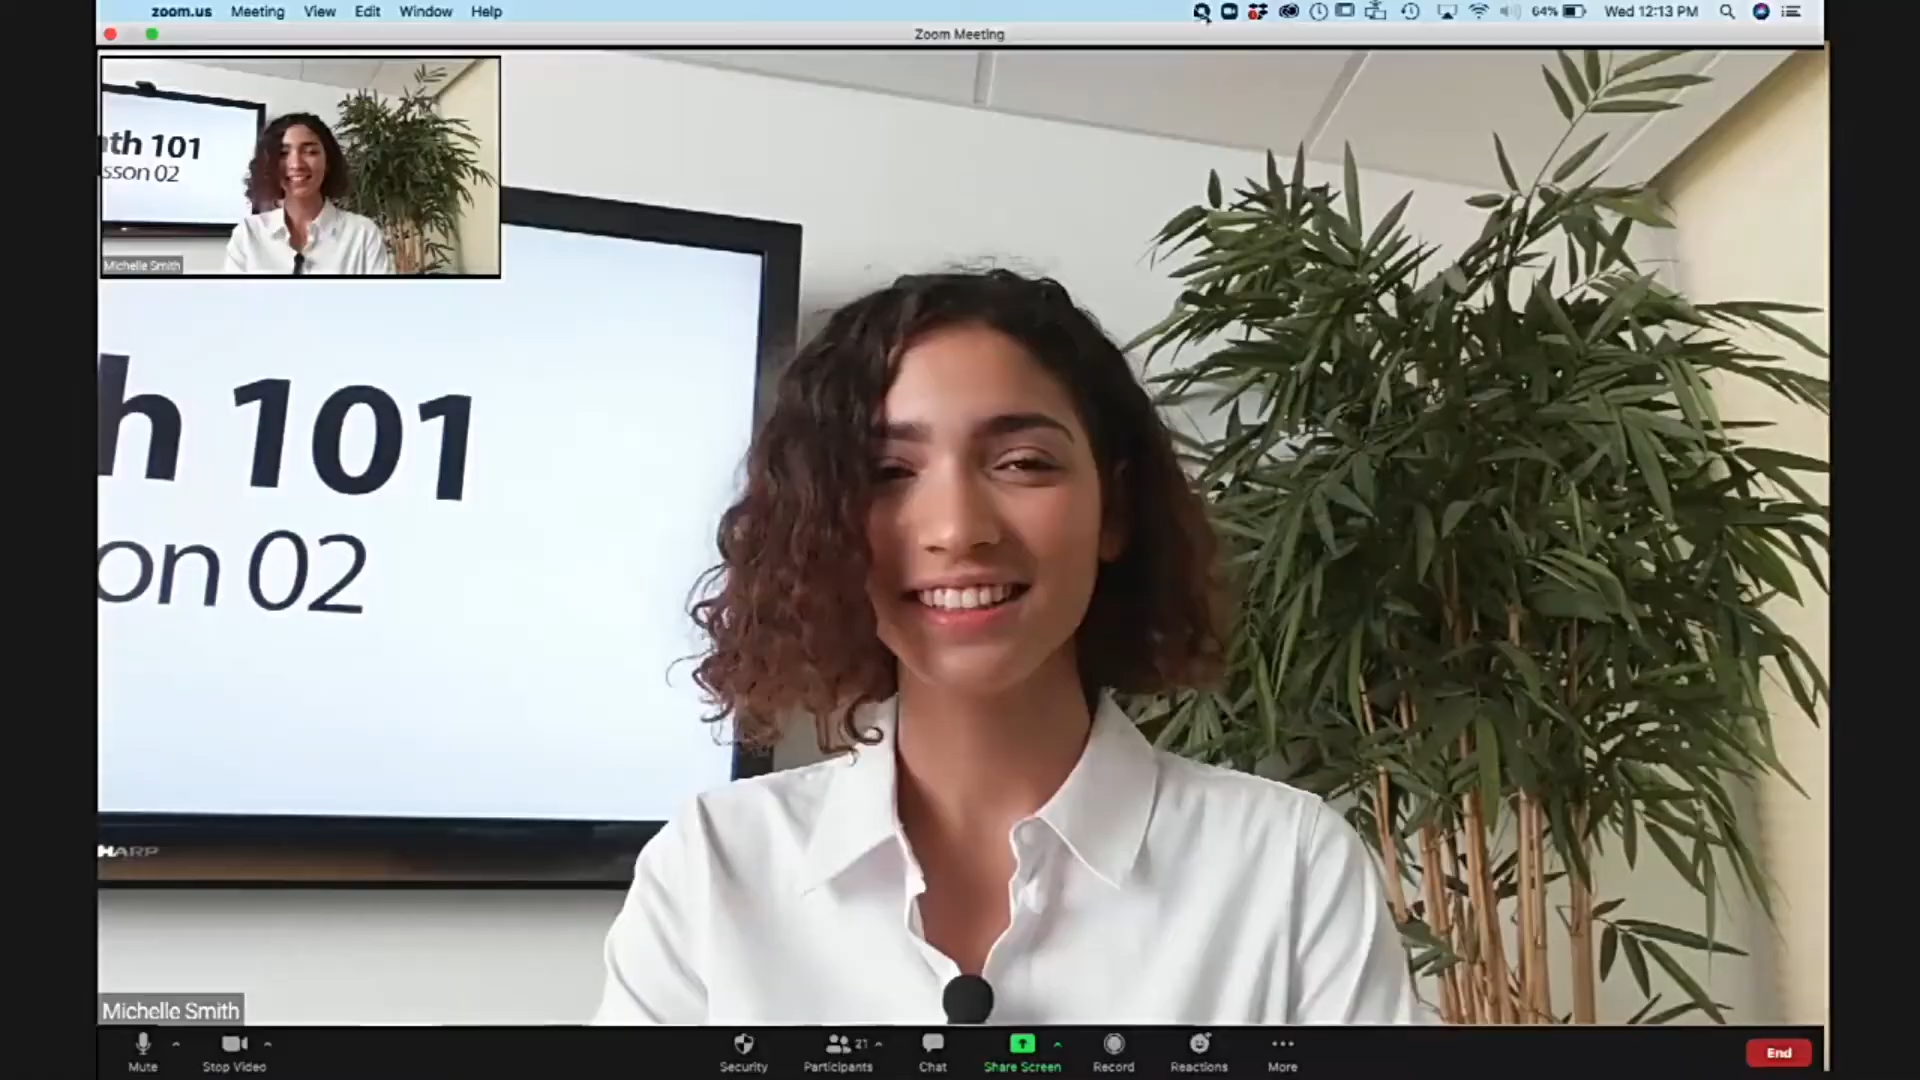 zoom.us Meeting View Edit Window Help 64% Wed 12:13 PM
Zoom Meeting
th 101
sson 02
Michelle Smith
h 101
on 02
HARP
Michelle Smith
Mute Stop Video Security Participants 21 Chat Share Screen Record Reactions More End